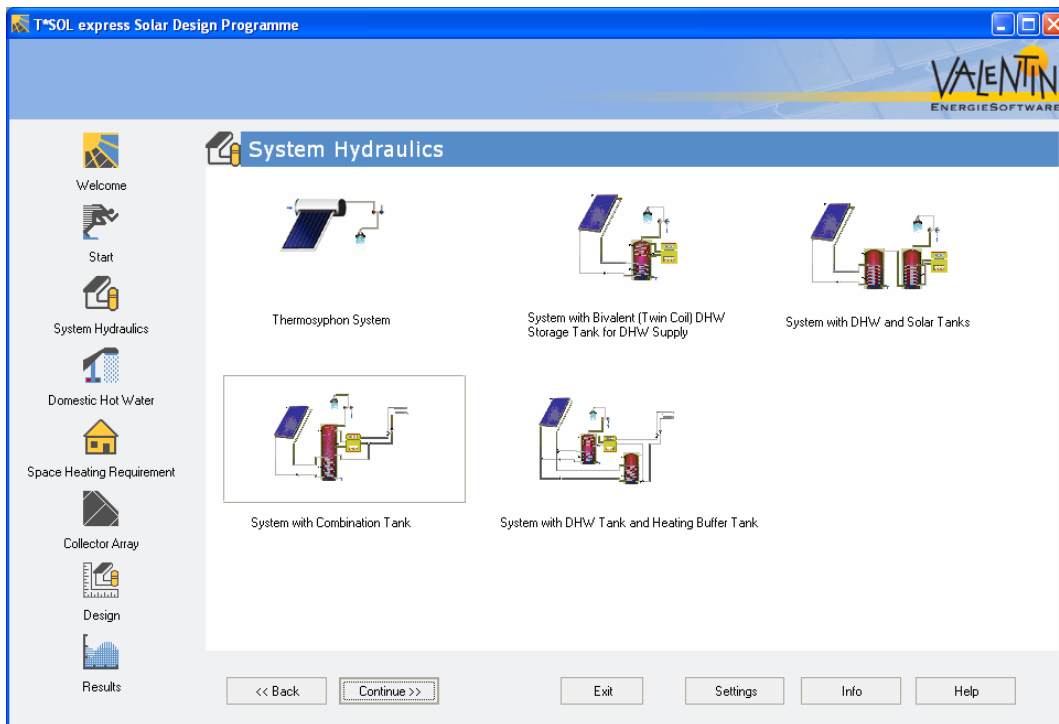 T*SOL express Solar Design Programme
VALENTIN
ENERGIESOFTWARE
System Hydraulics
Welcome
Start
System Hydraulics
Domestic Hot Water
Space Heating Requirement
Collector Array
Design
Results
Thermosyphon System
System with Bivalent (Twin Coil) DHW
Storage Tank for DHW Supply
System with DHW and Solar Tanks
System with Combination Tank
System with DHW Tank and Heating Buffer Tank
<< Back
Continue >>
Exit
Settings
Info
Help